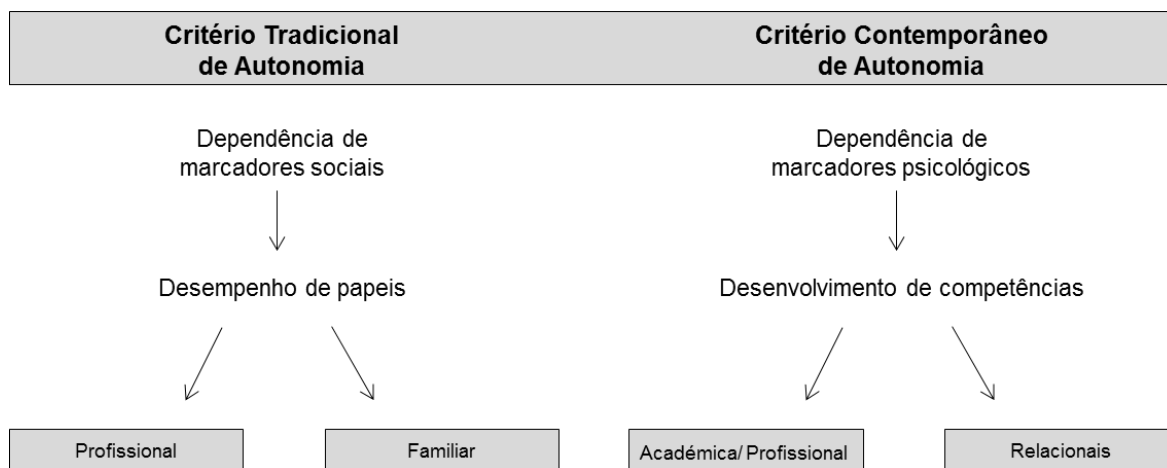 Critério Tradicional
de Autonomia
Critério Contemporâneo
de Autonomia
Dependência de
marcadores sociais
Dependência de
marcadores psicológicos
Desempenho de papeis
Desenvolvimento de competências
Profissional
Familiar
Académica/ Profissional
Relacionais